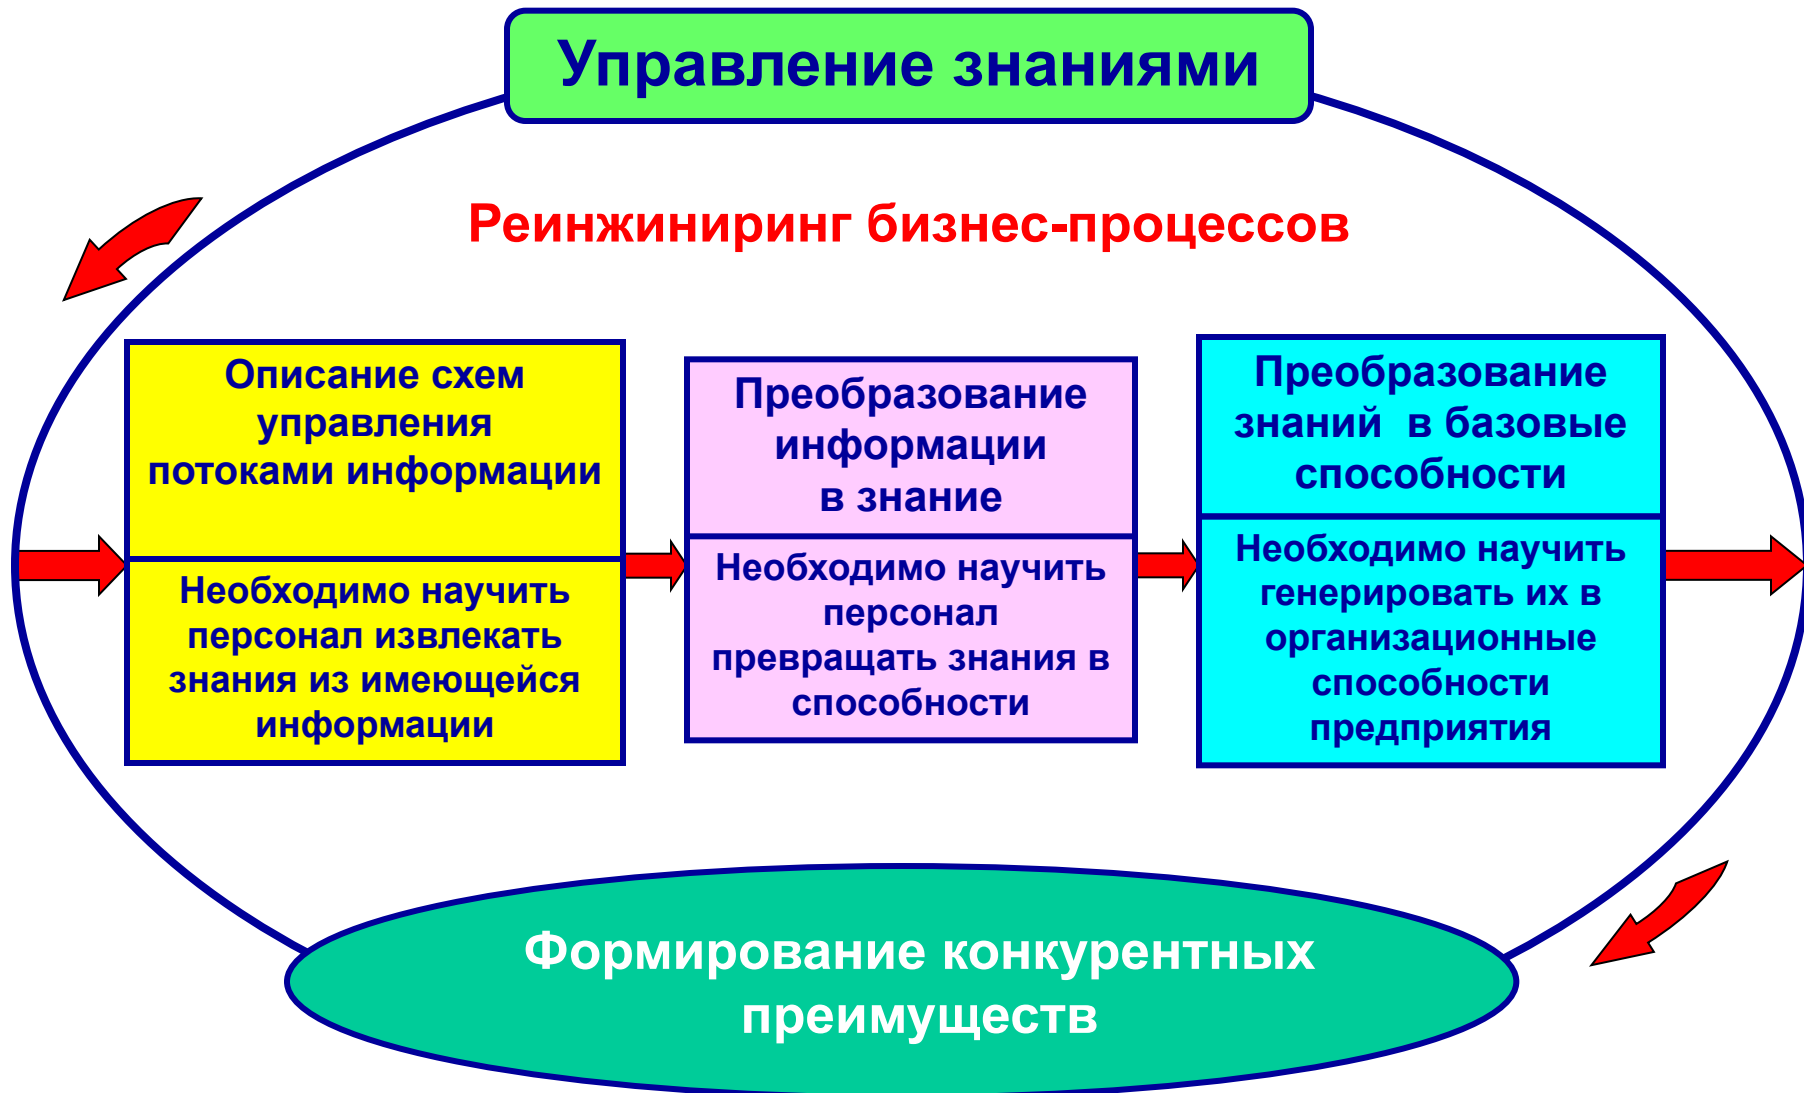 Управление знаниями
Реинжиниринг бизнес-процессов
Описание схем
управления
потоками информации
Необходимо научить
персонал извлекать
знания из имеющейся
информации
Преобразование
информации
в знание
Необходимо научить
персонал
превращать знания в
способности
Преобразование
знаний  в базовые
способности
Необходимо научить
генерировать их в
организационные
способности
предприятия
Формирование конкурентных
преимуществ